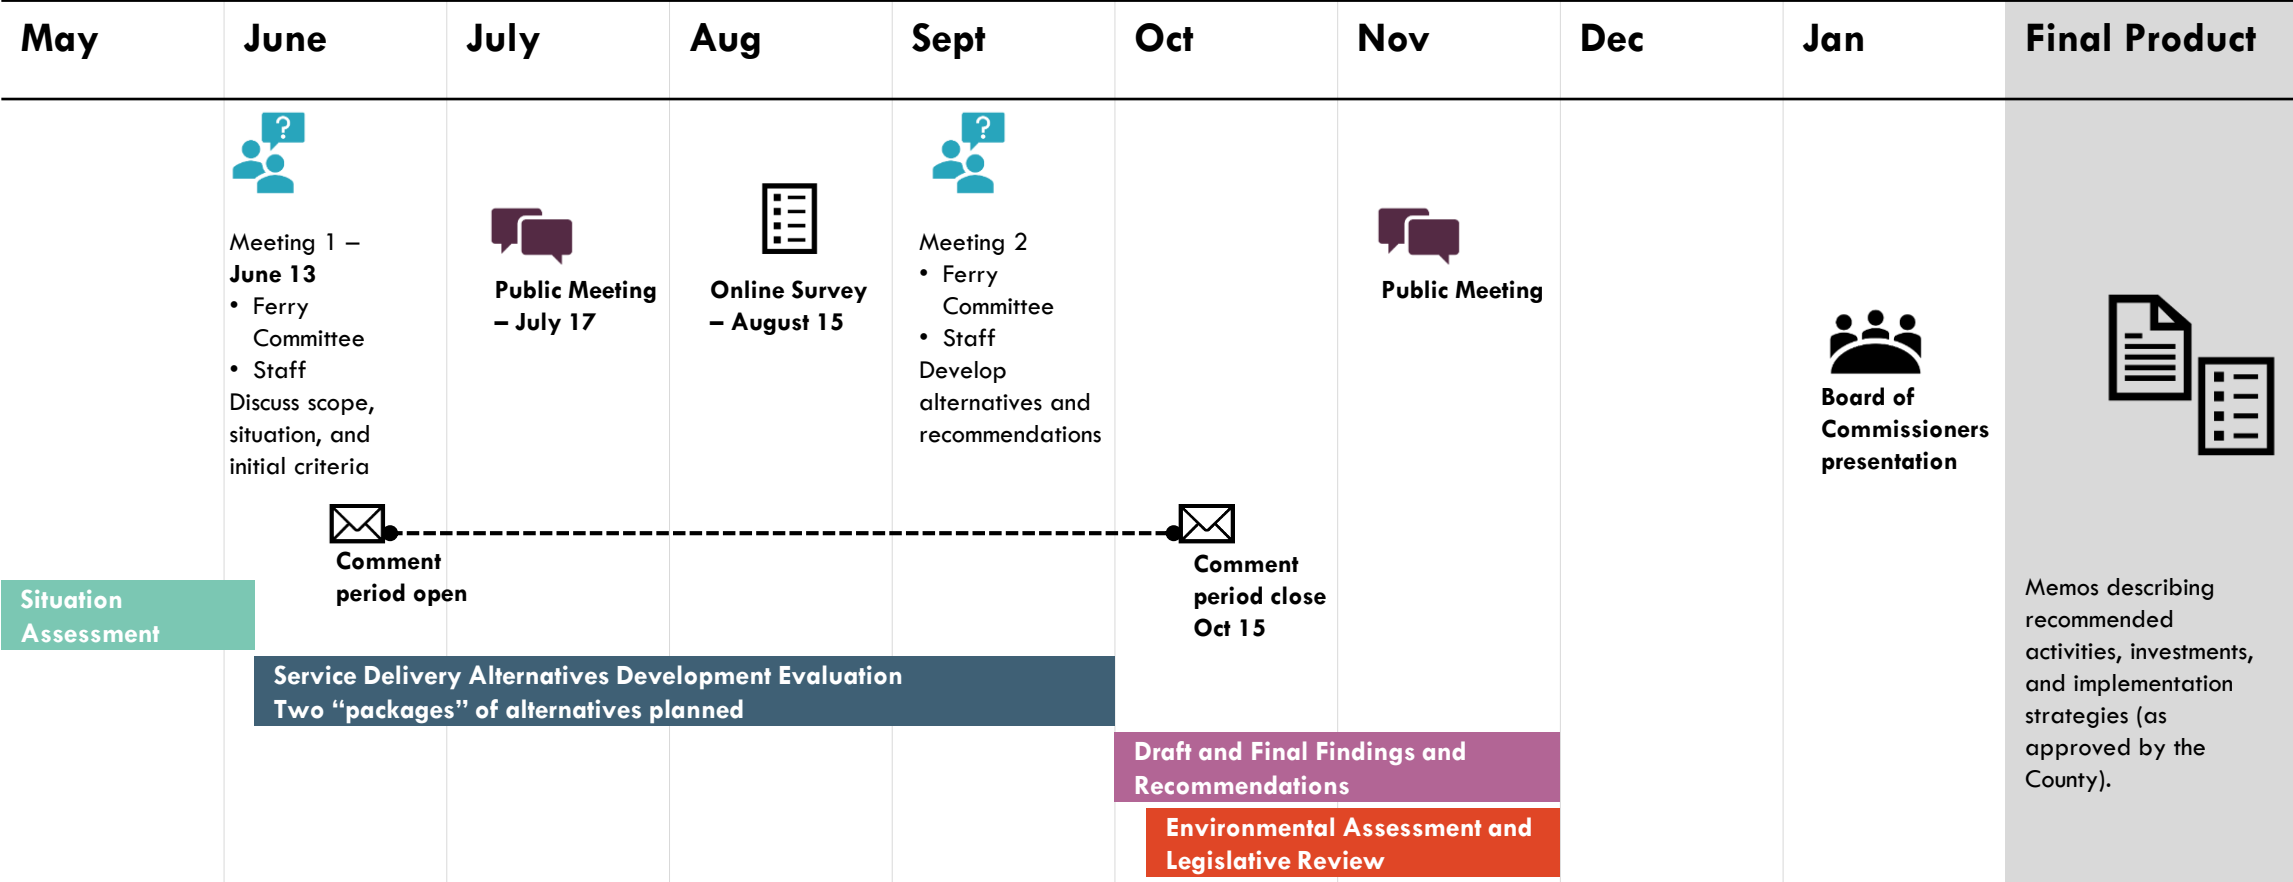 May
June
July
Aug
Sept
Oct
Nov
Dec
Jan
Final Product
?
Meeting 1 –
June 13
• Ferry
Committee
• Staff
Discuss scope,
situation, and
initial criteria
Public Meeting
– July 17
Online Survey
– August 15
?
Meeting 2
• Ferry
Committee
• Staff
Develop
alternatives and
recommendations
Public Meeting
Board of
Commissioners
presentation
Comment
period open
Comment
period close
Oct 15
Situation
Assessment
Service Delivery Alternatives Development Evaluation
Two “packages” of alternatives planned
Draft and Final Findings and
Recommendations
Environmental Assessment and
Legislative Review
Memos describing
recommended
activities, investments,
and implementation
strategies (as
approved by the
County).